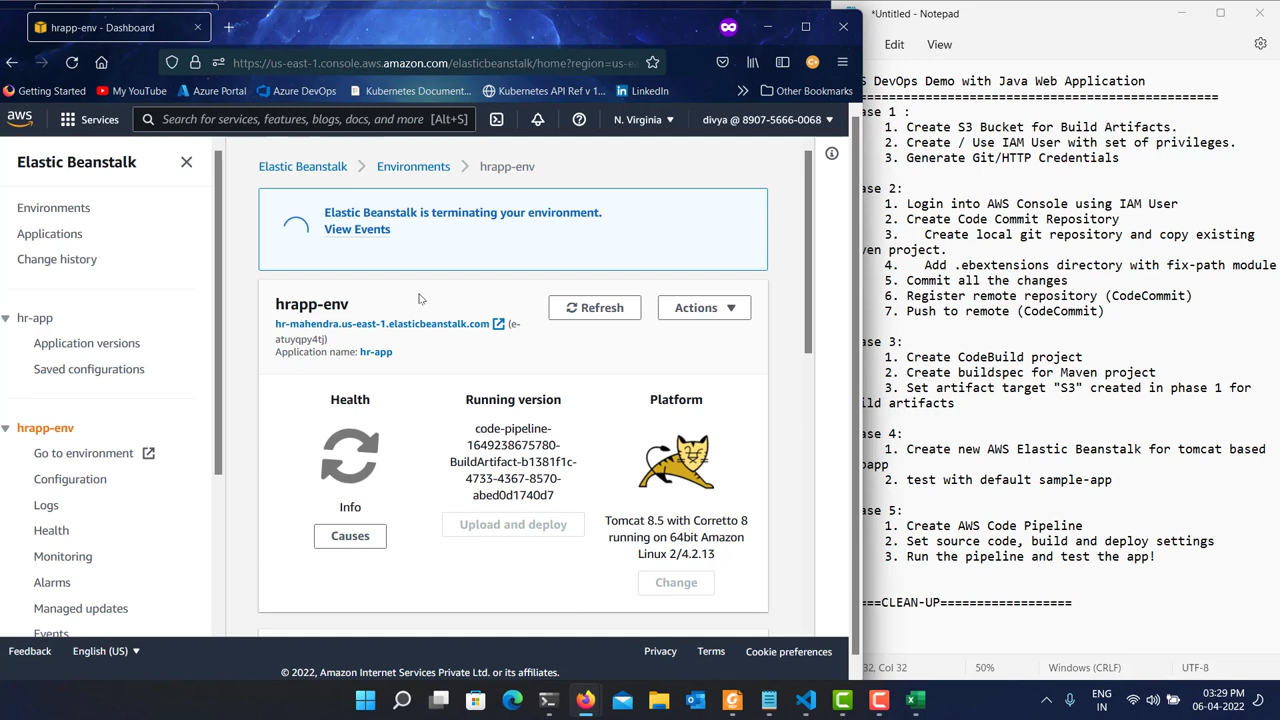 hrapp-env - Dashboard
https://us-east-1.console.aws.amazon.com/elasticbeanstalk/home?region=us-ea
Getting Started
My YouTube
Azure Portal
Azure DevOps
Kubernetes Document...
Kubernetes API Ref v 1...
LinkedIn
Other Bookmarks
aws
Services
Search for services, features, blogs, docs, and more [Alt+S]
N. Virginia
divya @ 8907-5666-0068
Elastic Beanstalk
Environments
Applications
Change history
hr-app
Application versions
Saved configurations
hrapp-env
Go to environment
Configuration
Logs
Health
Monitoring
Alarms
Managed updates
Events
Elastic Beanstalk
Environments
hrapp-env
Elastic Beanstalk is terminating your environment.
View Events
hrapp-env
hr-mahendra.us-east-1.elasticbeanstalk.com (e-
atuyqpy4tj)
Application name: hr-app
Refresh
Actions
Health
Info
Causes
Running version
code-pipeline-
1649238675780-
BuildArtifact-b1381f1c-
4733-4367-8570-
abed0d1740d7
Upload and deploy
Platform
Tomcat 8.5 with Corretto 8
running on 64bit Amazon
Linux 2/4.2.13
Change
Feedback
English (US)
Privacy
Terms
Cookie preferences
© 2022, Amazon Internet Services Private Ltd. or its affiliates.
*Untitled - Notepad
Edit
View
S DevOps Demo with Java Web Application
===============================================
ase 1 :
1. Create S3 Bucket for Build Artifacts.
2. Create / Use IAM User with set of privileges.
3. Generate Git/HTTP Credentials
ase 2:
1. Login into AWS Console using IAM User
2. Create Code Commit Repository
3. Create local git repository and copy existing
ven project.
4. Add .ebextensions directory with fix-path module
5. Commit all the changes
6. Register remote repository (CodeCommit)
7. Push to remote (CodeCommit)
ase 3:
1. Create CodeBuild project
2. Create buildspec for Maven project
3. Set artifact target "S3" created in phase 1 for
ild artifacts
ase 4:
1. Create new AWS Elastic Beanstalk for tomcat based
bapp
2. test with default sample-app
ase 5:
1. Create AWS Code Pipeline
2. Set source code, build and deploy settings
3. Run the pipeline and test the app!
===CLEAN-UP==================
32, Col 32
50%
Windows (CRLF)
UTF-8
ENG
IN
03:29 PM
06-04-2022